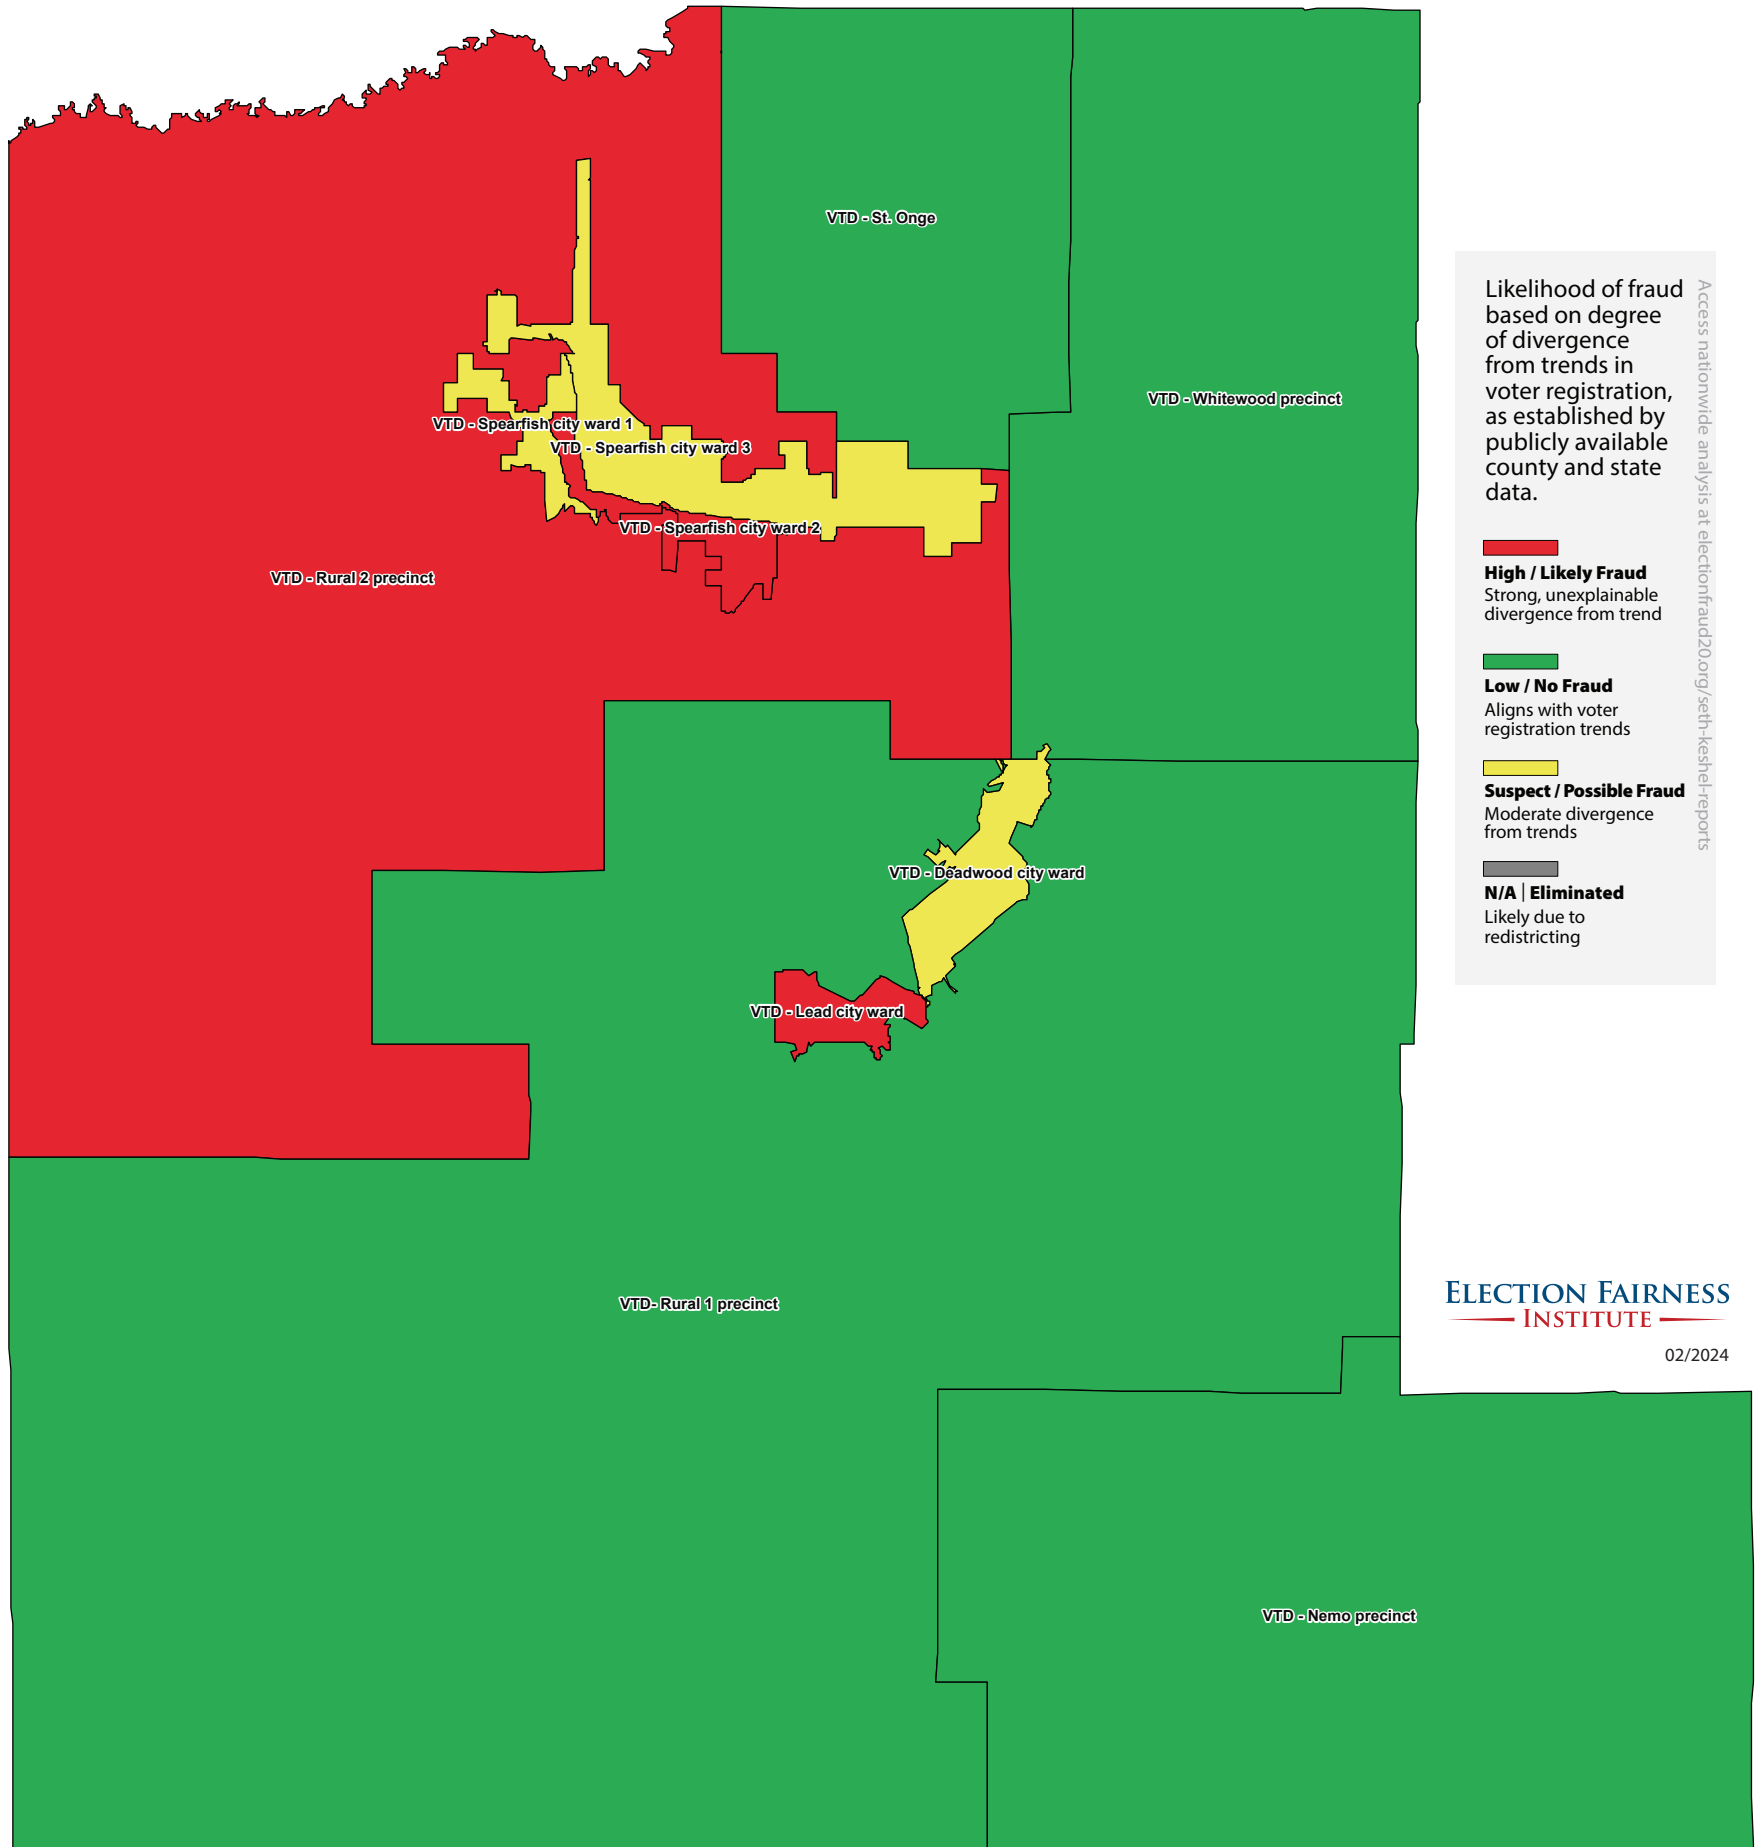 VTD - St. Onge
VTD - Whitewood precinct
VTD - Spearfish city ward 1
VTD - Spearfish city ward 3
VTD - Spearfish city ward 2
VTD - Rural 2 precinct
VTD - Deadwood city ward
VTD - Lead city ward
VTD- Rural 1 precinct
VTD - Nemo precinct
Likelihood of fraud
based on degree
of divergence
from trends in
voter registration,
as established by
publicly available
county and state
data.
High / Likely Fraud
Strong, unexplainable
divergence from trend
Low / No Fraud
Aligns with voter
registration trends
Suspect / Possible Fraud
Moderate divergence
from trends
N/A | Eliminated
Likely due to
redistricting
Access nationwide analysis at electionfraud20.org/seth-keshel-reports
ELECTION FAIRNESS
INSTITUTE
02/2024